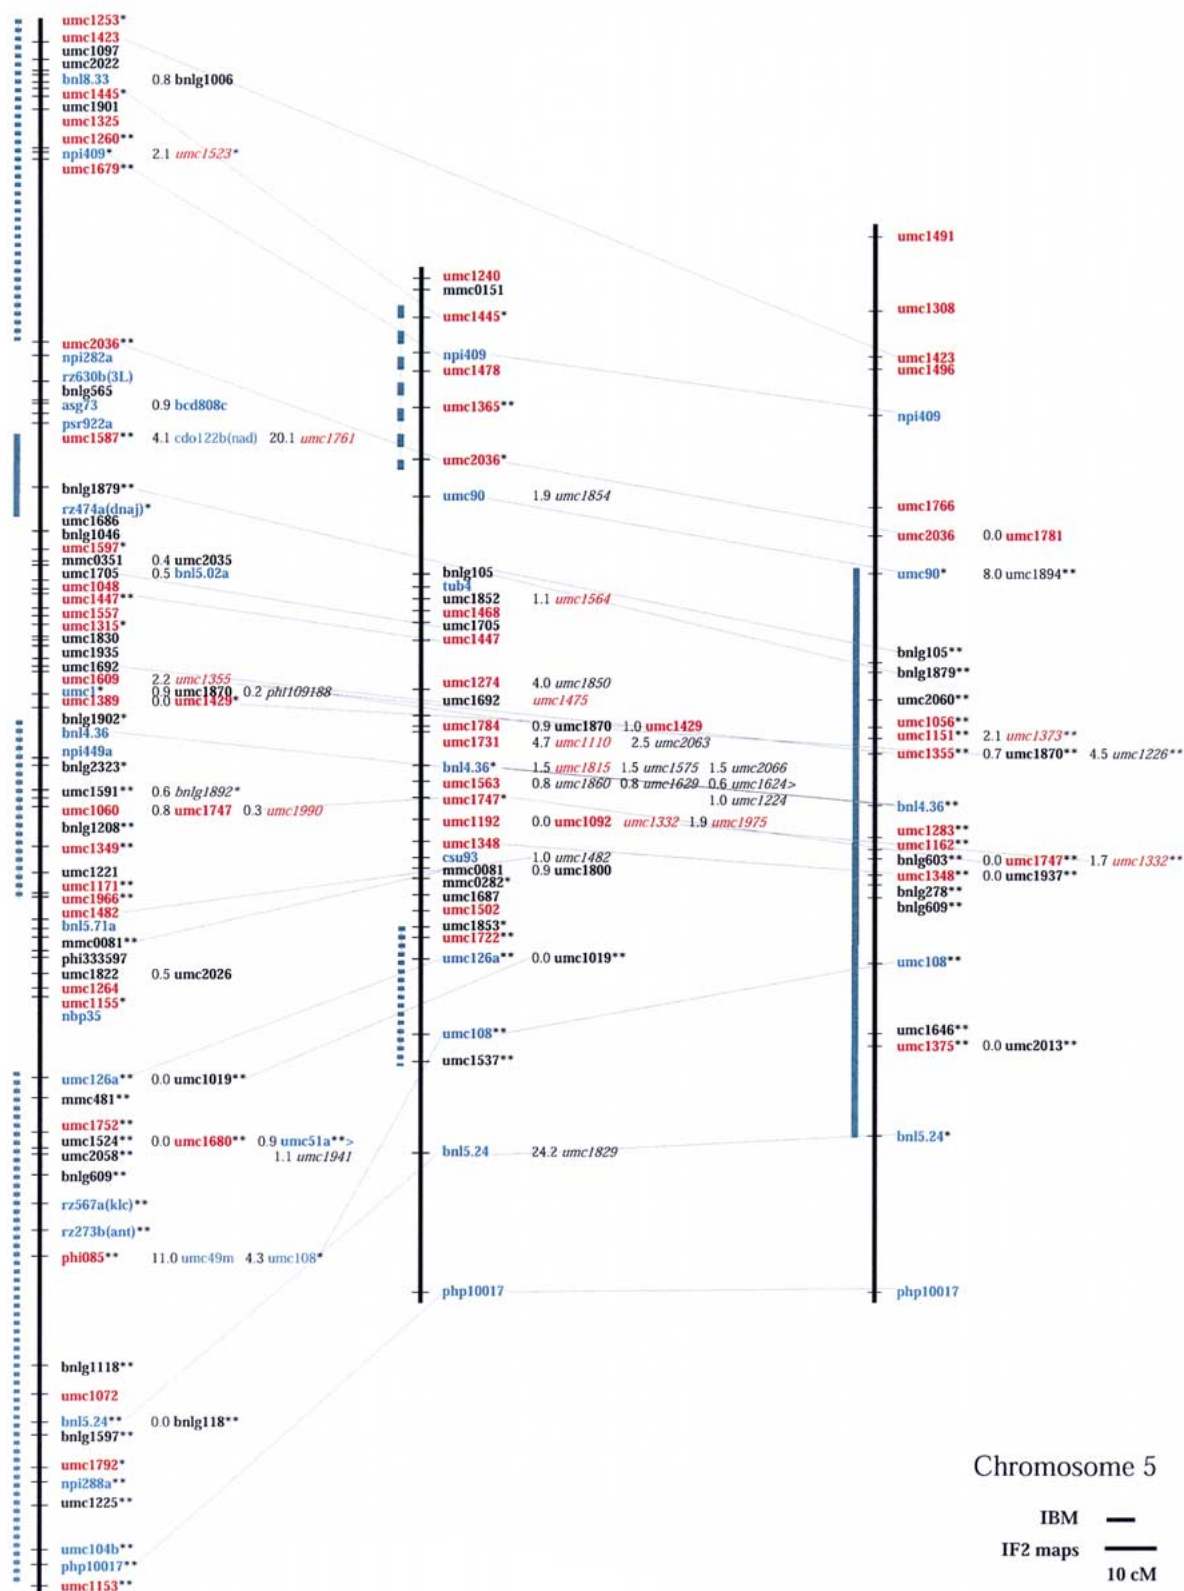 umc1253*
umc1423
umc1097
umc2022
bnl8.33 0.8 bnlg1006
umc1445*
umc1901
umc1325
umc1260**
npi409* 2.1 umc1523*
umc1679**
umc2036**
npi282a
rz630b(3L)
bnlg565
asg73 0.9 bcd808c
psr922a
umc1587** 4.1 cdo122b(nad) 20.1 umc1761
bnlg1879**
rz474a(dnaj)*
umc1686
bnlg1046
umc1597*
mmc0351 0.4 umc2035
umc1705 0.5 bnl5.02a
umc1048
umc1447**
umc1557
umc1315*
umc1830
umc1935
umc1692
umc1609 2.2 umc1355
umc1* 0.9 umc1870 0.2 phi109188
umc1389 0.0 umc1429*
bnlg1902*
bnl4.36
npi449a
bnlg2323*
umc1591** 0.6 bnlg1892*
umc1060 0.8 umc1747 0.3 umc1990
bnlg1208**
umc1349**
umc1221
umc1171**
umc1966**
umc1482
bnl5.71a
mmc0081**
phi333597
umc1822 0.5 umc2026
umc1264
umc1155*
nbp35
umc126a** 0.0 umc1019**
mmc481**
umc1752**
umc1524** 0.0 umc1680** 0.9 umc51a**>
umc2058** 1.1 umc1941
bnlg609**
rz567a(klc)**
rz273b(ant)**
phi085** 11.0 umc49m 4.3 umc108*
bnlg1118**
umc1072
bnl5.24** 0.0 bnlg118**
bnlg1597**
umc1792*
npi288a**
umc1225**
umc104b**
php10017**
umc1153**
umc1240
mmc0151
umc1445*
npi409
umc1478
umc1365**
umc2036*
umc90 1.9 umc1854
bnlg105
tub4
umc1852 1.1 umc1564
umc1468
umc1705
umc1447
umc1274 4.0 umc1850
umc1692 umc1475
umc1784 0.9 umc1870 1.0 umc1429
umc1731 4.7 umc1110 2.5 umc2063
bnl4.36* 1.5 umc1815 1.5 umc1575 1.5 umc2066
umc1563 0.8 umc1860 0.8 umc1629 0.6 umc1624>
umc1747* 1.0 umc1224
umc1192 0.0 umc1092 umc1332 1.9 umc1975
umc1348
csu93 1.0 umc1482
mmc0081 0.9 umc1800
mmc0282*
umc1687
umc1502
umc1853*
umc1722**
umc126a** 0.0 umc1019**
umc108**
umc1537**
bnl5.24 24.2 umc1829
php10017
umc1491
umc1308
umc1423
umc1496
npi409
umc1766
umc2036 0.0 umc1781
umc90* 8.0 umc1894**
bnlg105**
bnlg1879**
umc2060**
umc1056**
umc1151** 2.1 umc1373**
umc1355** 0.7 umc1870** 4.5 umc1226**
bnl4.36**
umc1283**
umc1162**
bnlg603** 0.0 umc1747** 1.7 umc1332**
umc1348** 0.0 umc1937**
bnlg278**
bnlg609**
umc108**
umc1646**
umc1375** 0.0 umc2013**
bnl5.24*
php10017
Chromosome 5
IBM
IF2 maps
10 cM